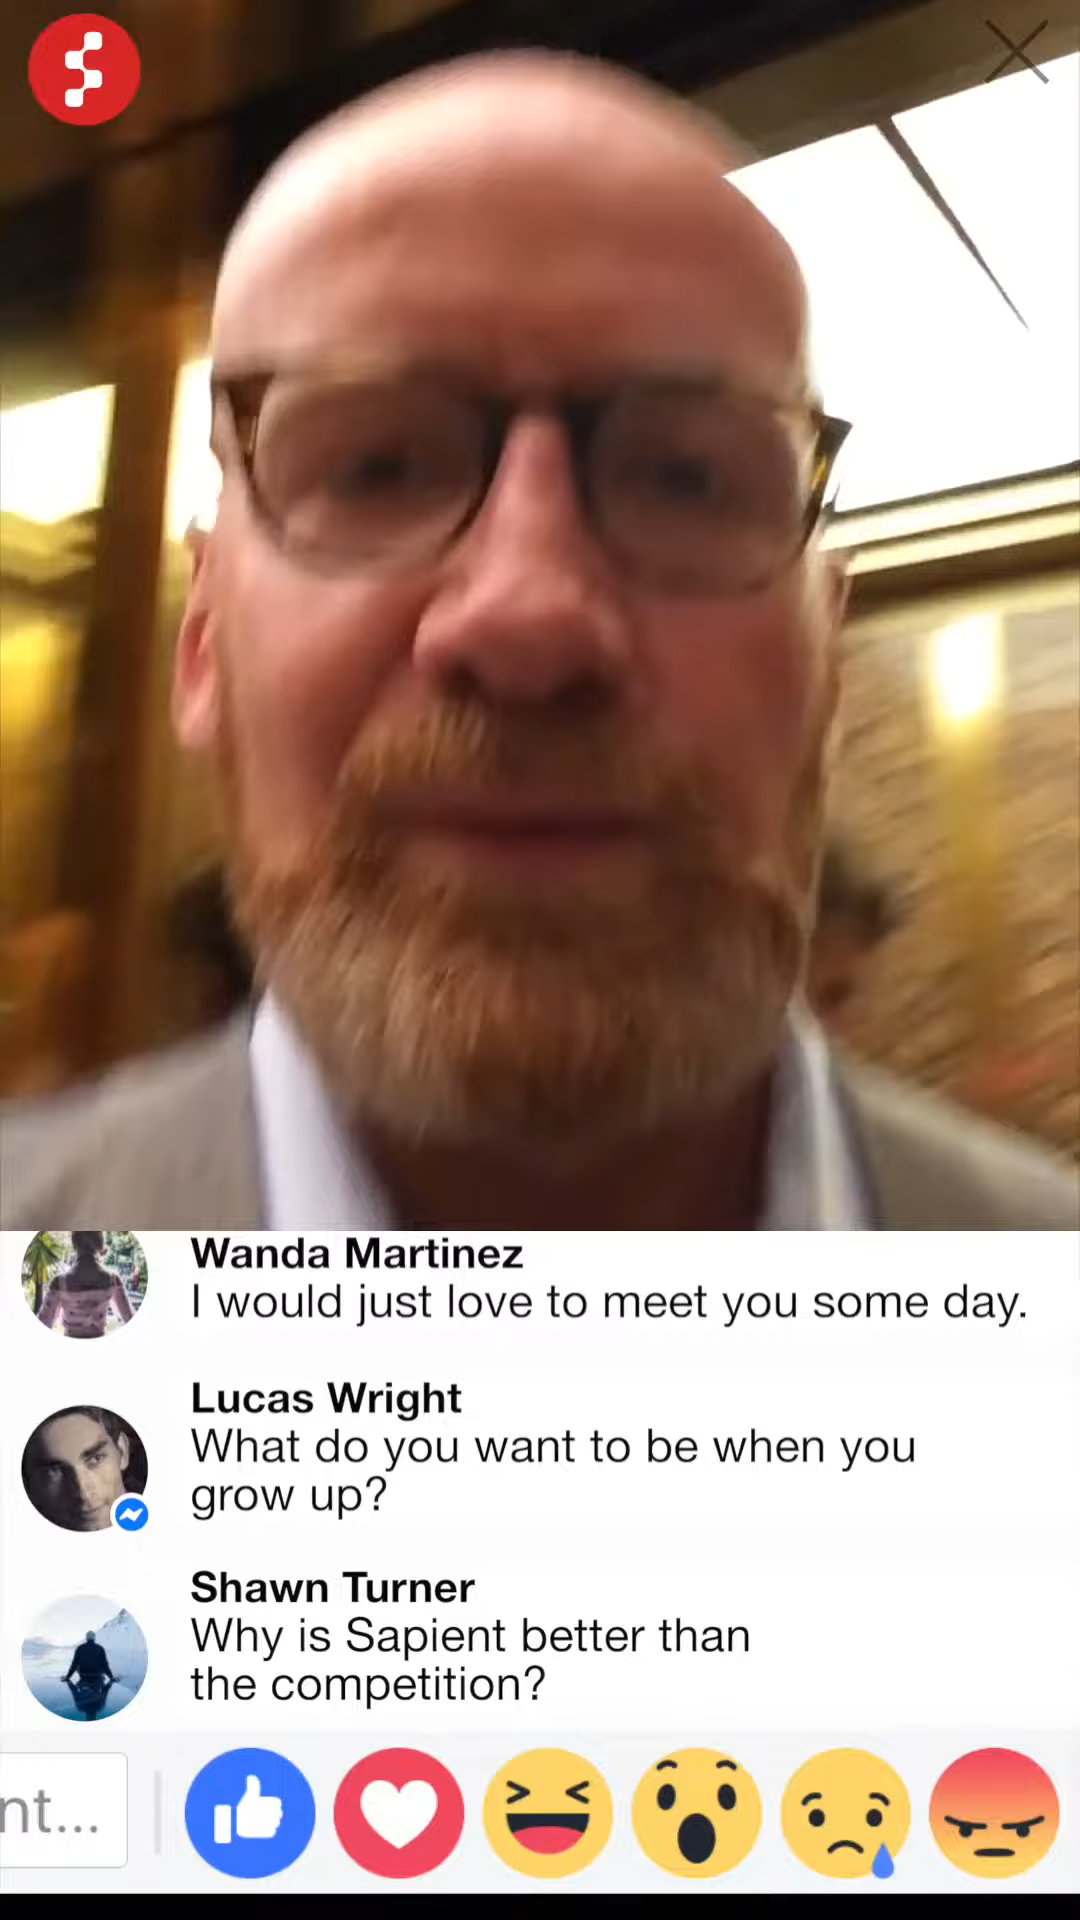 Wanda Martinez
I would just love to meet you some day.
Lucas Wright
What do you want to be when you
grow up?
Shawn Turner
Why is Sapient better than
the competition?
nt...